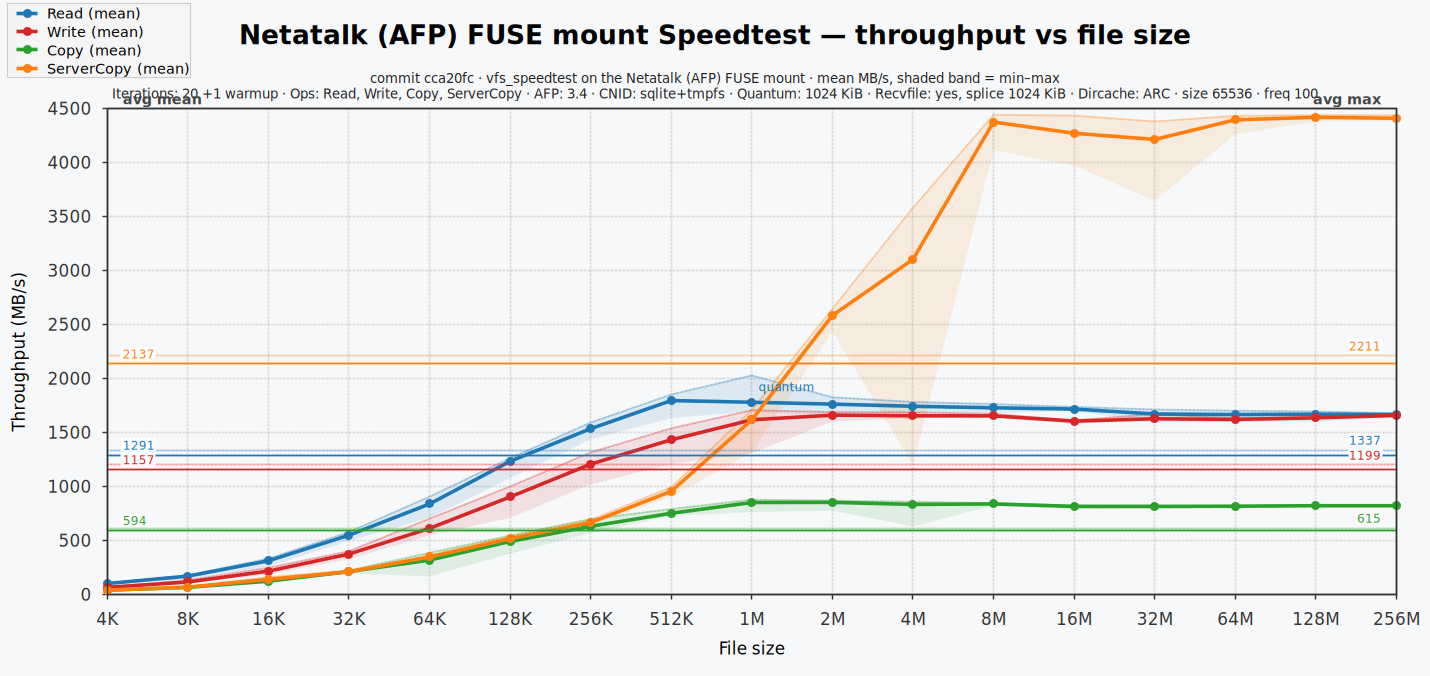 Read (mean)
Write (mean)
Copy (mean)
ServerCopy (mean)
Netatalk (AFP) FUSE mount Speedtest — throughput vs file size
commit cca20fc · vfs_speedtest on the Netatalk (AFP) FUSE mount · mean MB/s, shaded band = min–max
Iterations: 20 +1 warmup · Ops: Read, Write, Copy, ServerCopy · AFP: 3.4 · CNID: sqlite+tmpfs · Quantum: 1024 KiB · Recvfile: yes, splice 1024 KiB · Dircache: ARC · size 65536 · freq 100
avg mean
avg max
Throughput (MB/s)
4500
4000
3500
3000
2500
2000
1500
1000
500
0
2137
2211
quantum
1291
1337
1157
1199
594
615
4K 8K 16K 32K 64K 128K 256K 512K 1M 2M 4M 8M 16M 32M 64M 128M 256M
File size